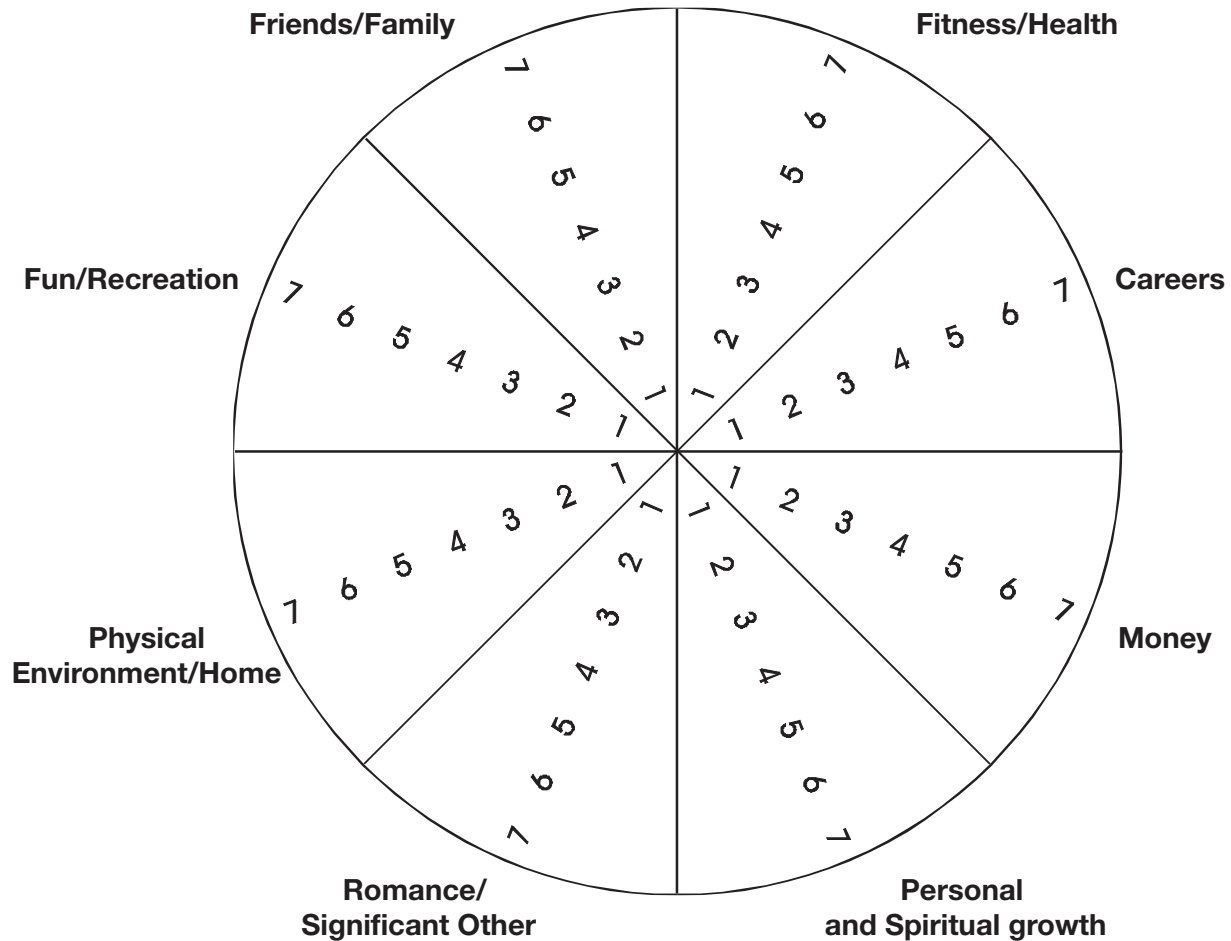 Friends/Family
Fitness/Health
7 6 5 4 3 2 1
7 6 5 4 3 2 1
Fun/Recreation
7 6 5 4 3 2 1
1 2 3 4 5 6 7
Careers
Physical
Environment/Home
7 6 5 4 3 2 1
1 2 3 4 5 6 7
Money
1 2 3 4 5 6 7
1 2 3 4 5 6 7
Romance/
Significant Other
Personal
and Spiritual growth